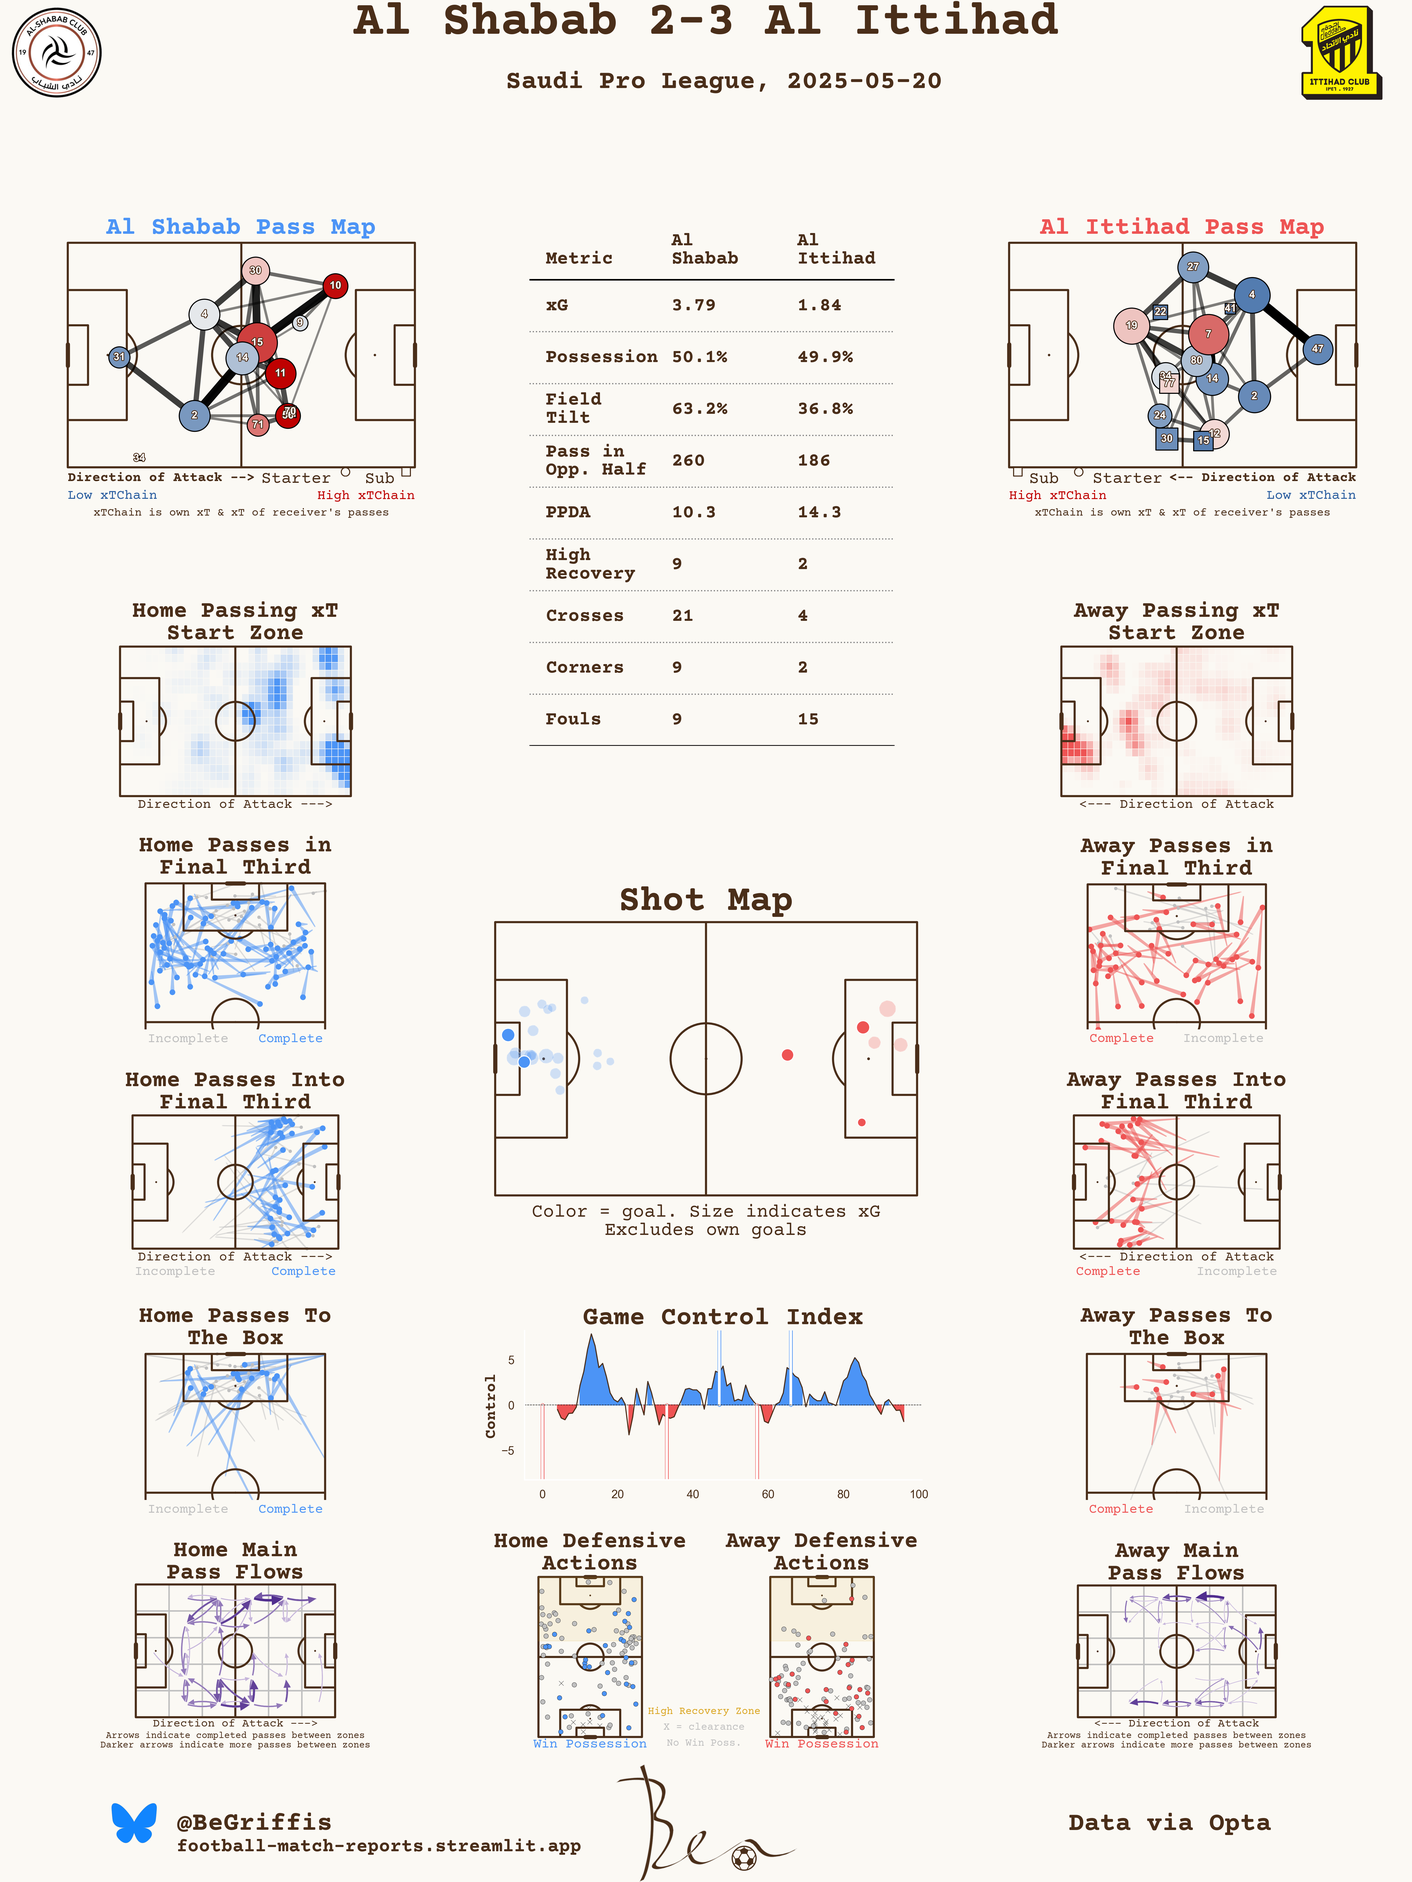 Al Shabab 2-3 Al Ittihad
Saudi Pro League, 2025-05-20
AL-SHABAB CLUB
19 47
نادي الشباب
نادي الاتحاد
ITTIHAD CLUB
١٣٤٦ . 1927
Al Shabab Pass Map
30
10
4
9
15
14
31
11
2
70
71
34
Direction of Attack --> Starter Sub
Low xTChain High xTChain
xTChain is own xT & xT of receiver's passes
Metric Al Shabab Al Ittihad
xG 3.79 1.84
Possession 50.1% 49.9%
Field Tilt 63.2% 36.8%
Pass in Opp. Half 260 186
PPDA 10.3 14.3
High Recovery 9 2
Crosses 21 4
Corners 9 2
Fouls 9 15
Al Ittihad Pass Map
27
4
41
22
19
7
47
80
34
77
14
2
24
12
30
15
Sub Starter <-- Direction of Attack
High xTChain Low xTChain
xTChain is own xT & xT of receiver's passes
Home Passing xT
Start Zone
Direction of Attack --->
Away Passing xT
Start Zone
<--- Direction of Attack
Home Passes in
Final Third
Incomplete Complete
Away Passes in
Final Third
Complete Incomplete
Shot Map
Color = goal. Size indicates xG
Excludes own goals
Home Passes Into
Final Third
Direction of Attack --->
Incomplete Complete
Away Passes Into
Final Third
<--- Direction of Attack
Complete Incomplete
Home Passes To
The Box
Incomplete Complete
Game Control Index
Control
5
0
−5
0 20 40 60 80 100
Away Passes To
The Box
Complete Incomplete
Home Main
Pass Flows
Direction of Attack --->
Arrows indicate completed passes between zones
Darker arrows indicate more passes between zones
Home Defensive
Actions
Win Possession
High Recovery Zone
X = clearance
No Win Poss.
Away Defensive
Actions
Win Possession
Away Main
Pass Flows
<--- Direction of Attack
Arrows indicate completed passes between zones
Darker arrows indicate more passes between zones
@BeGriffis
football-match-reports.streamlit.app
Ben
Data via Opta